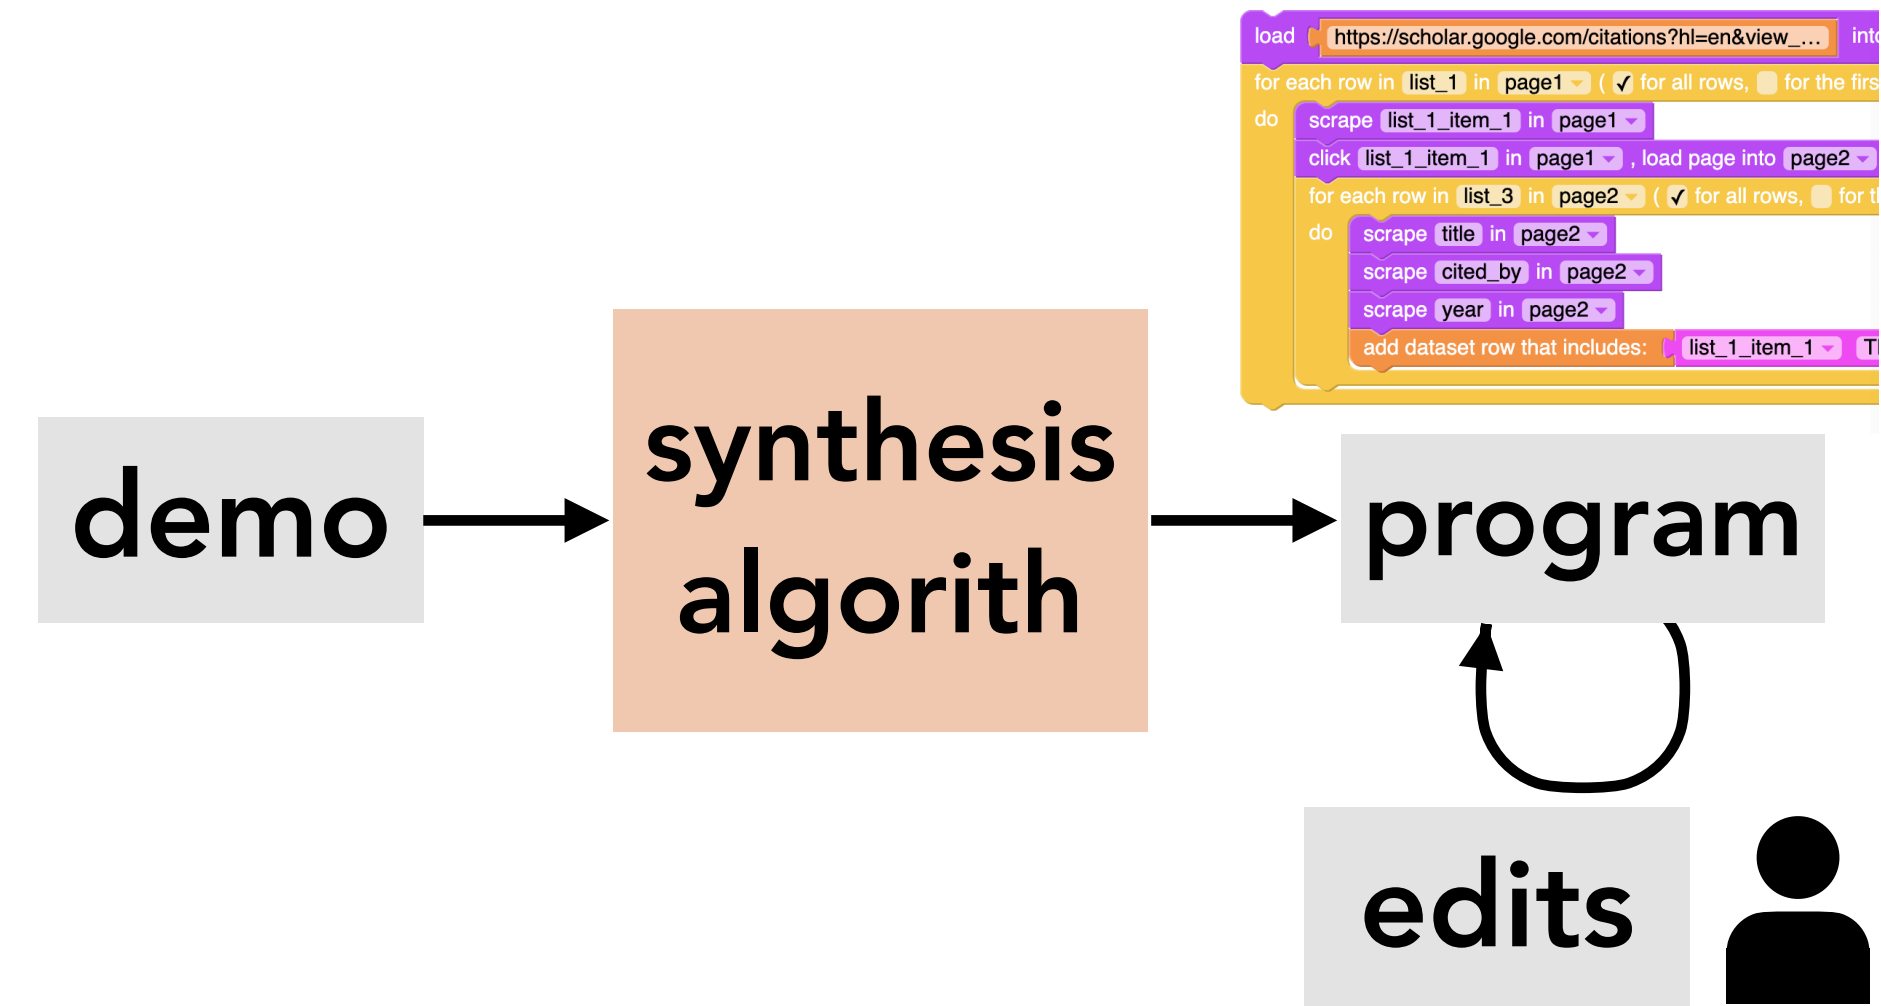 load https://scholar.google.com/citations?hl=en&view_...
for each row in list_1 in page1 ( ✓ for all rows, for the
do scrape list_1_item_1 in page1
click list_1_item_1 in page1 , load page into page2
for each row in list_3 in page2 ( ✓ for all rows, for
do scrape title in page2
scrape cited_by in page2
scrape year in page2
add dataset row that includes: list_1_item_1
demo
synthesis
algorith
program
edits